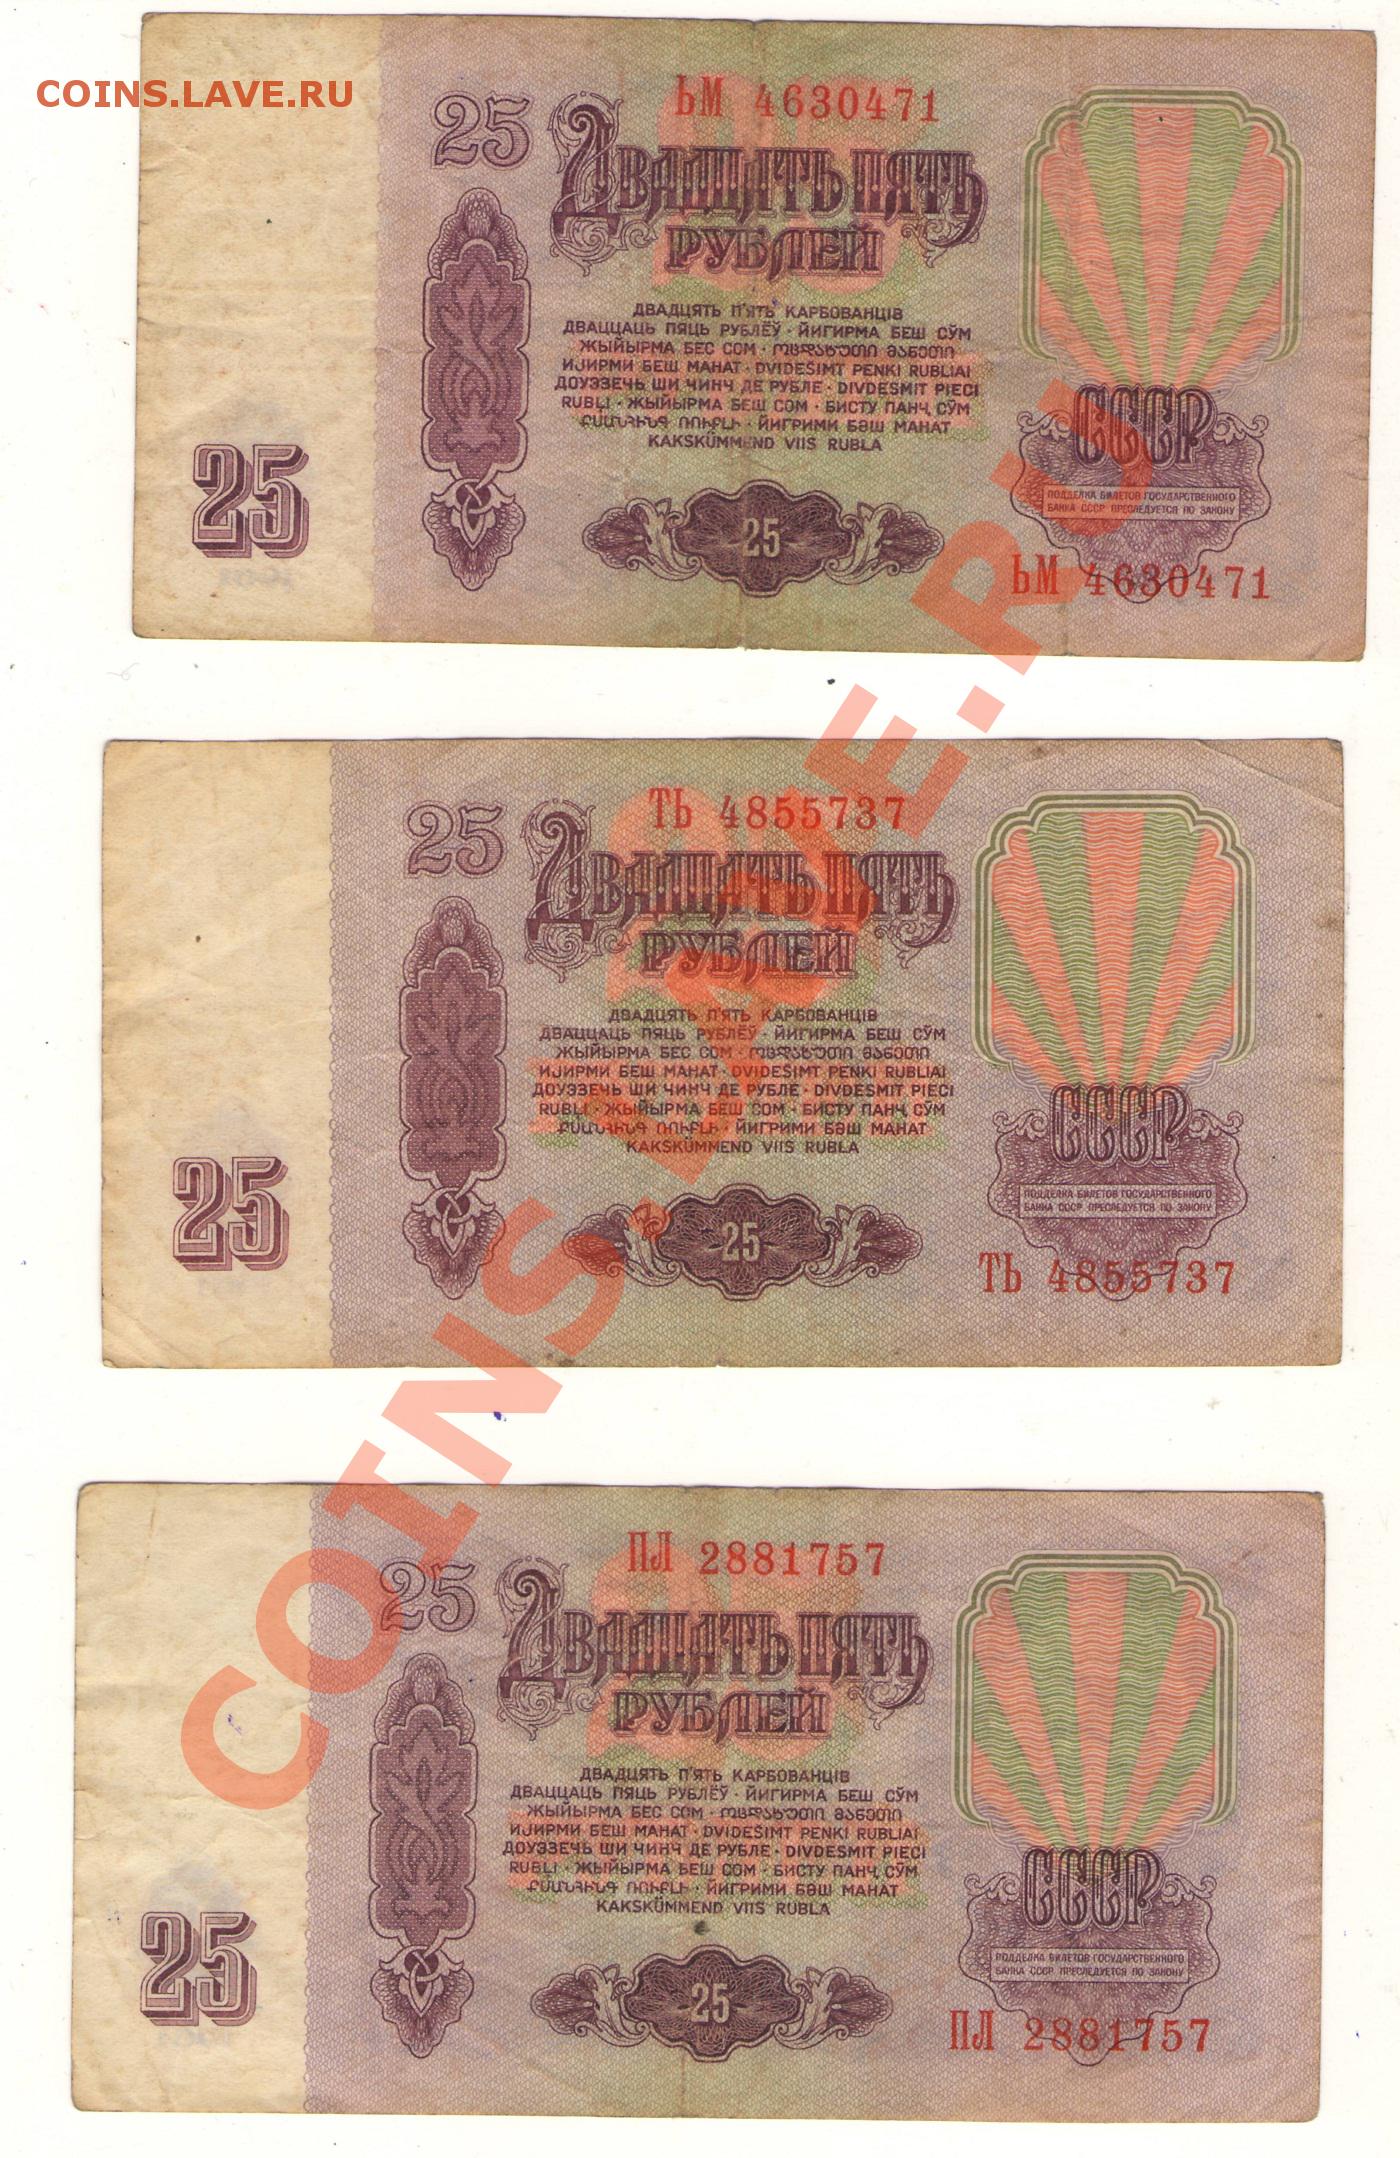 COINS.LAVE.РУ
ЬМ 4630471
25
ДВАДЦАТЬ ПЯТЬ
РУБЛЕЙ
ДВАДЦЯТЬ П'ЯТЬ КАРБОВАНЦІВ
ДВАЦЦАЦЬ ПЯЦЬ РУБЛЁЎ · ЙИГИРМА БЕШ СЎМ
ЖЫЙЫРМА БЕС СОМ · ოცდახუთი მანეთი
ИЈИРМИ БЕШ МАНАТ · DVIDEŠIMT PENKI RUBLIAI
ДОУЭЗЕЧЬ ШИ ЧИНЧ ДЕ РУБЛЕ · DIVDESMIT PIECI
RUBĻI · ЖЫЙЫРМА БЕШ СОМ · БИСТУ ПАНҶ СЎМ
ՔՍԱՆՀԻՆԳ ՌՈՒԲԼԻ · ЙИГРИМИ БӘШ МАНАТ
KAKSKÜMMEND VIIS RUBLA
25
25
СССР
ПОДДЕЛКА БИЛЕТОВ ГОСУДАРСТВЕННОГО
БАНКА СССР ПРЕСЛЕДУЕТСЯ ПО ЗАКОНУ
ЬМ 4630471
ТЬ 4855737
25
ДВАДЦАТЬ ПЯТЬ
РУБЛЕЙ
ДВАДЦЯТЬ П'ЯТЬ КАРБОВАНЦІВ
ДВАЦЦАЦЬ ПЯЦЬ РУБЛЁЎ · ЙИГИРМА БЕШ СЎМ
ЖЫЙЫРМА БЕС СОМ · ოცდახუთი მანეთი
ИЈИРМИ БЕШ МАНАТ · DVIDEŠIMT PENKI RUBLIAI
ДОУЭЗЕЧЬ ШИ ЧИНЧ ДЕ РУБЛЕ · DIVDESMIT PIECI
RUBĻI · ЖЫЙЫРМА БЕШ СОМ · БИСТУ ПАНҶ СЎМ
ՔՍԱՆՀԻՆԳ ՌՈՒԲԼԻ · ЙИГРИМИ БӘШ МАНАТ
KAKSKÜMMEND VIIS RUBLA
25
25
СССР
ПОДДЕЛКА БИЛЕТОВ ГОСУДАРСТВЕННОГО
БАНКА СССР ПРЕСЛЕДУЕТСЯ ПО ЗАКОНУ
ТЬ 4855737
COINS.LAVE.RU
ПЛ 2881757
25
ДВАДЦАТЬ ПЯТЬ
РУБЛЕЙ
ДВАДЦЯТЬ П'ЯТЬ КАРБОВАНЦІВ
ДВАЦЦАЦЬ ПЯЦЬ РУБЛЁЎ · ЙИГИРМА БЕШ СЎМ
ЖЫЙЫРМА БЕС СОМ · ოცდახუთი მანეთი
ИЈИРМИ БЕШ МАНАТ · DVIDEŠIMT PENKI RUBLIAI
ДОУЭЗЕЧЬ ШИ ЧИНЧ ДЕ РУБЛЕ · DIVDESMIT PIECI
RUBĻI · ЖЫЙЫРМА БЕШ СОМ · БИСТУ ПАНҶ СЎМ
ՔՍԱՆՀԻՆԳ ՌՈՒԲԼԻ · ЙИГРИМИ БӘШ МАНАТ
KAKSKÜMMEND VIIS RUBLA
25
25
СССР
ПОДДЕЛКА БИЛЕТОВ ГОСУДАРСТВЕННОГО
БАНКА СССР ПРЕСЛЕДУЕТСЯ ПО ЗАКОНУ
ПЛ 2881757